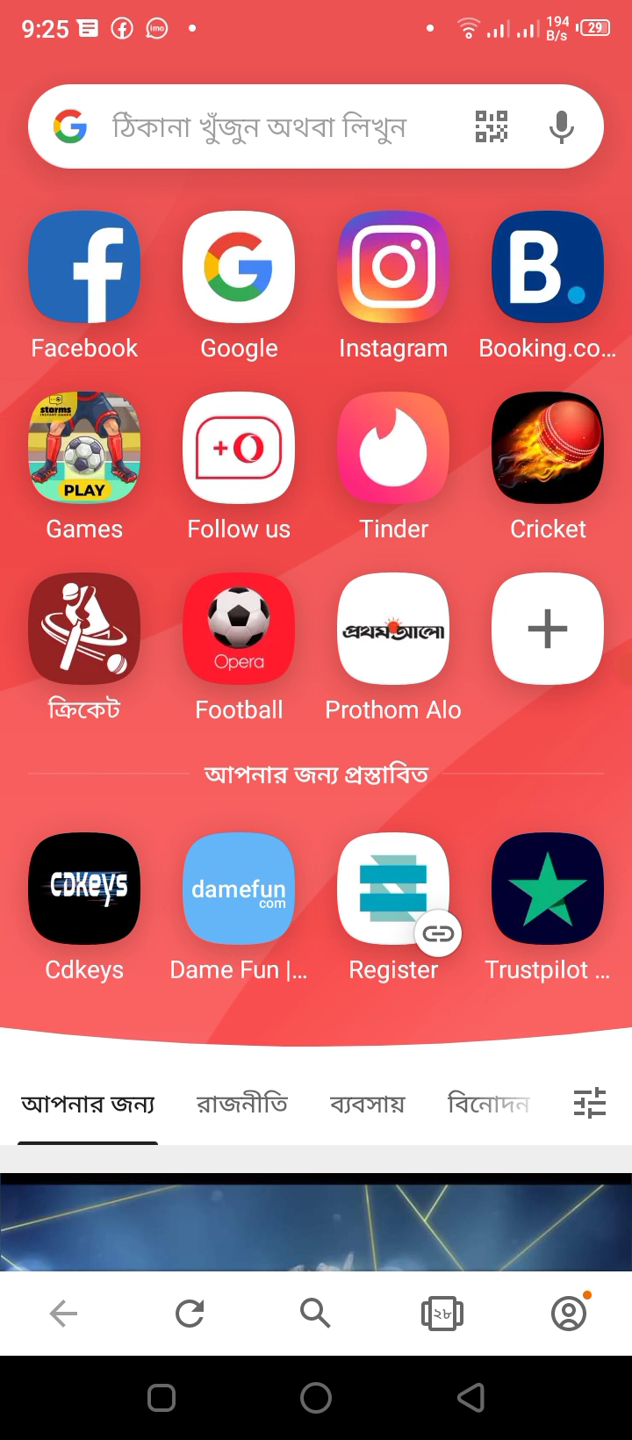 9:25
imo
194
B/s
29
ঠিকানা খুঁজুন অথবা লিখুন
Facebook
Google
Instagram
B.
Booking.co...
storms
PLAY
Games
+O
Follow us
Tinder
Cricket
ক্রিকেট
Opera
Football
প্রথম আলো
Prothom Alo
আপনার জন্য প্রস্তাবিত
CDKeys
Cdkeys
damefun
com
Dame Fun |...
Register
Trustpilot ...
আপনার জন্য
রাজনীতি
ব্যবসায়
বিনোদন
২৮